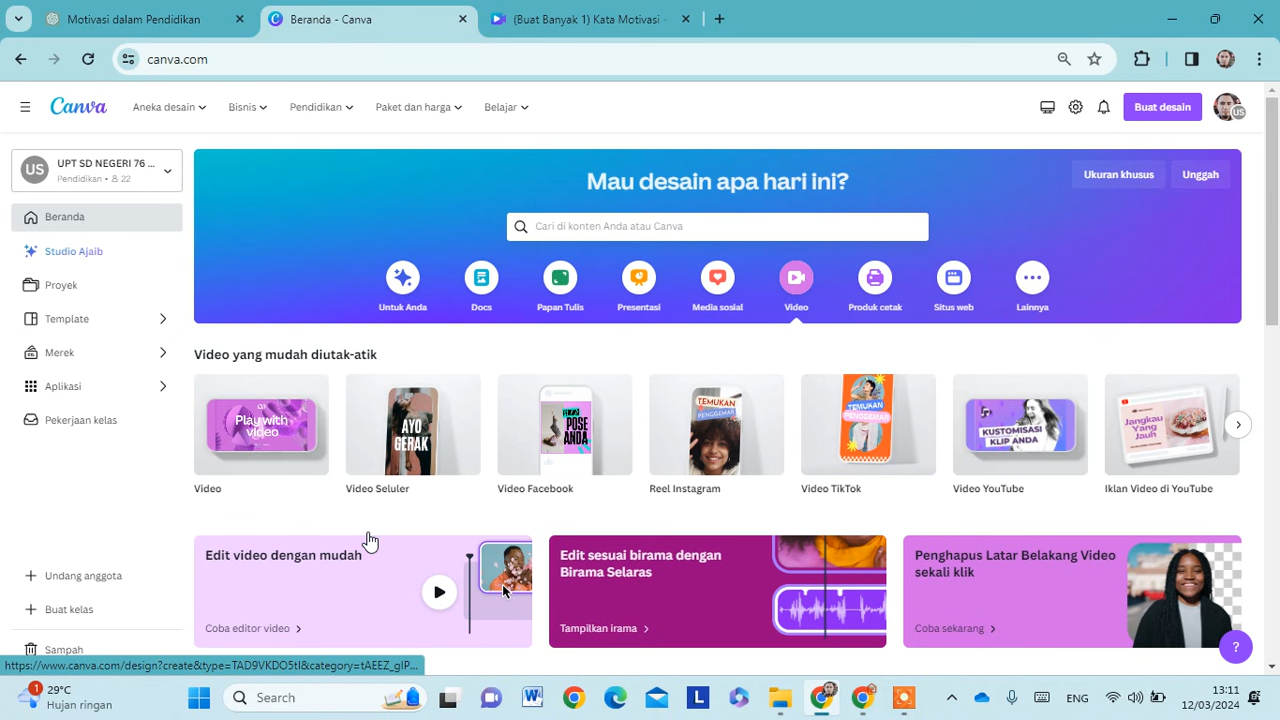 Motivasi dalam Pendidikan
Beranda - Canva
(Buat Banyak 1) Kata Motivasi -
canva.com
Canva
Aneka desain
Bisnis
Pendidikan
Paket dan harga
Belajar
Buat desain
US
US
UPT SD NEGERI 76 ...
Pendidikan • 22
Beranda
Studio Ajaib
Proyek
Template
Merek
Aplikasi
Pekerjaan kelas
Undang anggota
Buat kelas
Sampah
Mau desain apa hari ini?
Ukuran khusus
Unggah
Cari di konten Anda atau Canva
Untuk Anda
Docs
Papan Tulis
Presentasi
Media sosial
Video
Produk cetak
Situs web
Lainnya
Video yang mudah diutak-atik
Play with
video
AYO
GERAK
POSE
ANDA
TEMUKAN
PENGGEMAR
TEMUKAN
PENGGEMAR
KUSTOMISASI
KLIP ANDA
Jangkau
Yang
Jauh
Video
Video Seluler
Video Facebook
Reel Instagram
Video TikTok
Video YouTube
Iklan Video di YouTube
Edit video dengan mudah
Coba editor video
Edit sesuai birama dengan
Birama Selaras
Tampilkan irama
Penghapus Latar Belakang Video
sekali klik
Coba sekarang
?
https://www.canva.com/design?create&type=TAD9VKDO5tI&category=tAEEZ_gIP...
1
29°C
Hujan ringan
Search
ENG
13:11
12/03/2024